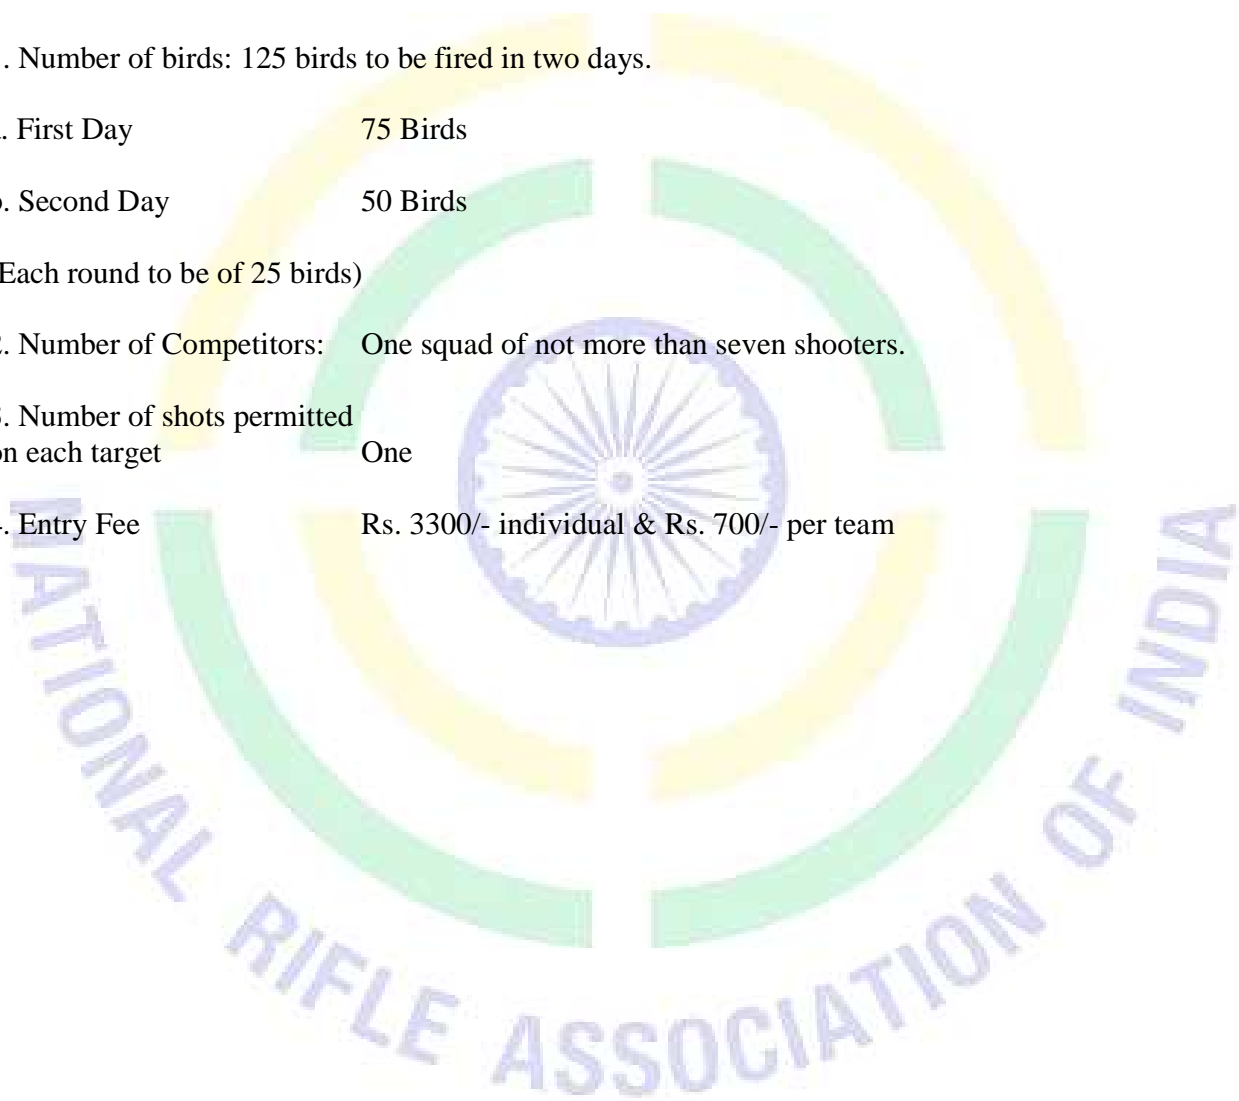 . Number of birds: 125 birds to be fired in two days.
. First Day 75 Birds
. Second Day 50 Birds
Each round to be of 25 birds)
. Number of Competitors: One squad of not more than seven shooters.
. Number of shots permitted
on each target One
. Entry Fee Rs. 3300/- individual & Rs. 700/- per team
NATIONAL RIFLE ASSOCIATION OF INDIA